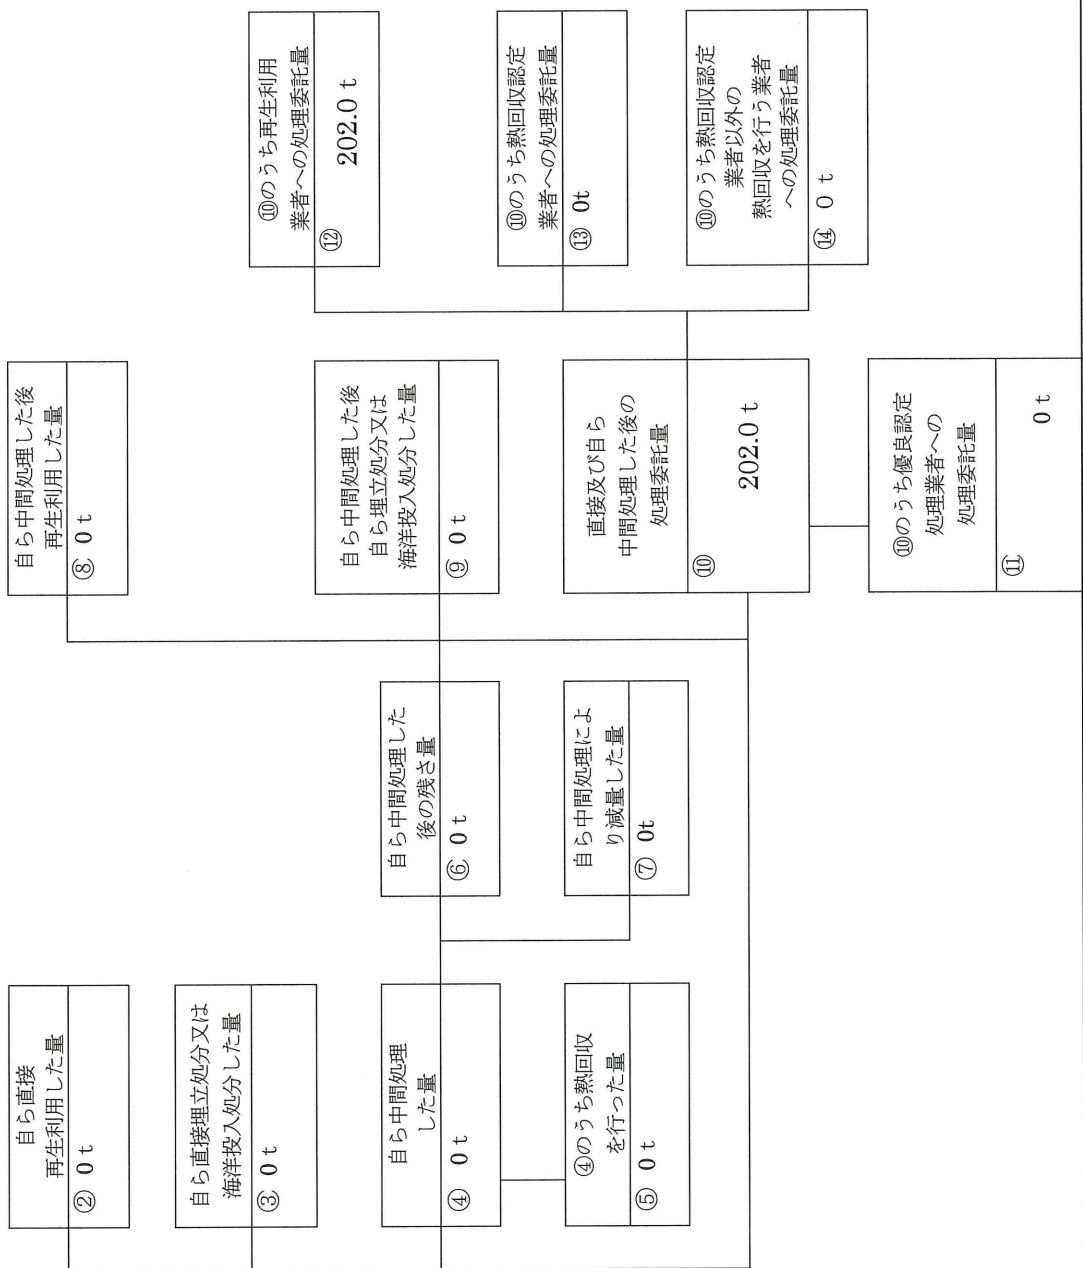 自ら直接
再生利用した量
② 0 t
自ら直接埋立処分又は
海洋投入処分した量
③ 0 t
自ら中間処理
した量
④ 0 t
④のうち熱回収
を行った量
⑤ 0 t
自ら中間処理した
後の残さ量
⑥ 0 t
自ら中間処理によ
り減量した量
⑦ 0t
自ら中間処理した後
再生利用した量
⑧ 0 t
自ら中間処理した後
自ら埋立処分又は
海洋投入処分した量
⑨ 0 t
直接及び自ら
中間処理した後の
処理委託量
⑩ 202.0 t
⑩のうち優良認定
処理業者への
処理委託量
⑪ 0 t
⑩のうち再生利用
業者への処理委託量
⑫ 202.0 t
⑩のうち熱回収認定
業者への処理委託量
⑬ 0t
⑩のうち熱回収認定
業者以外の
熱回収を行う業者
への処理委託量
⑭ 0 t